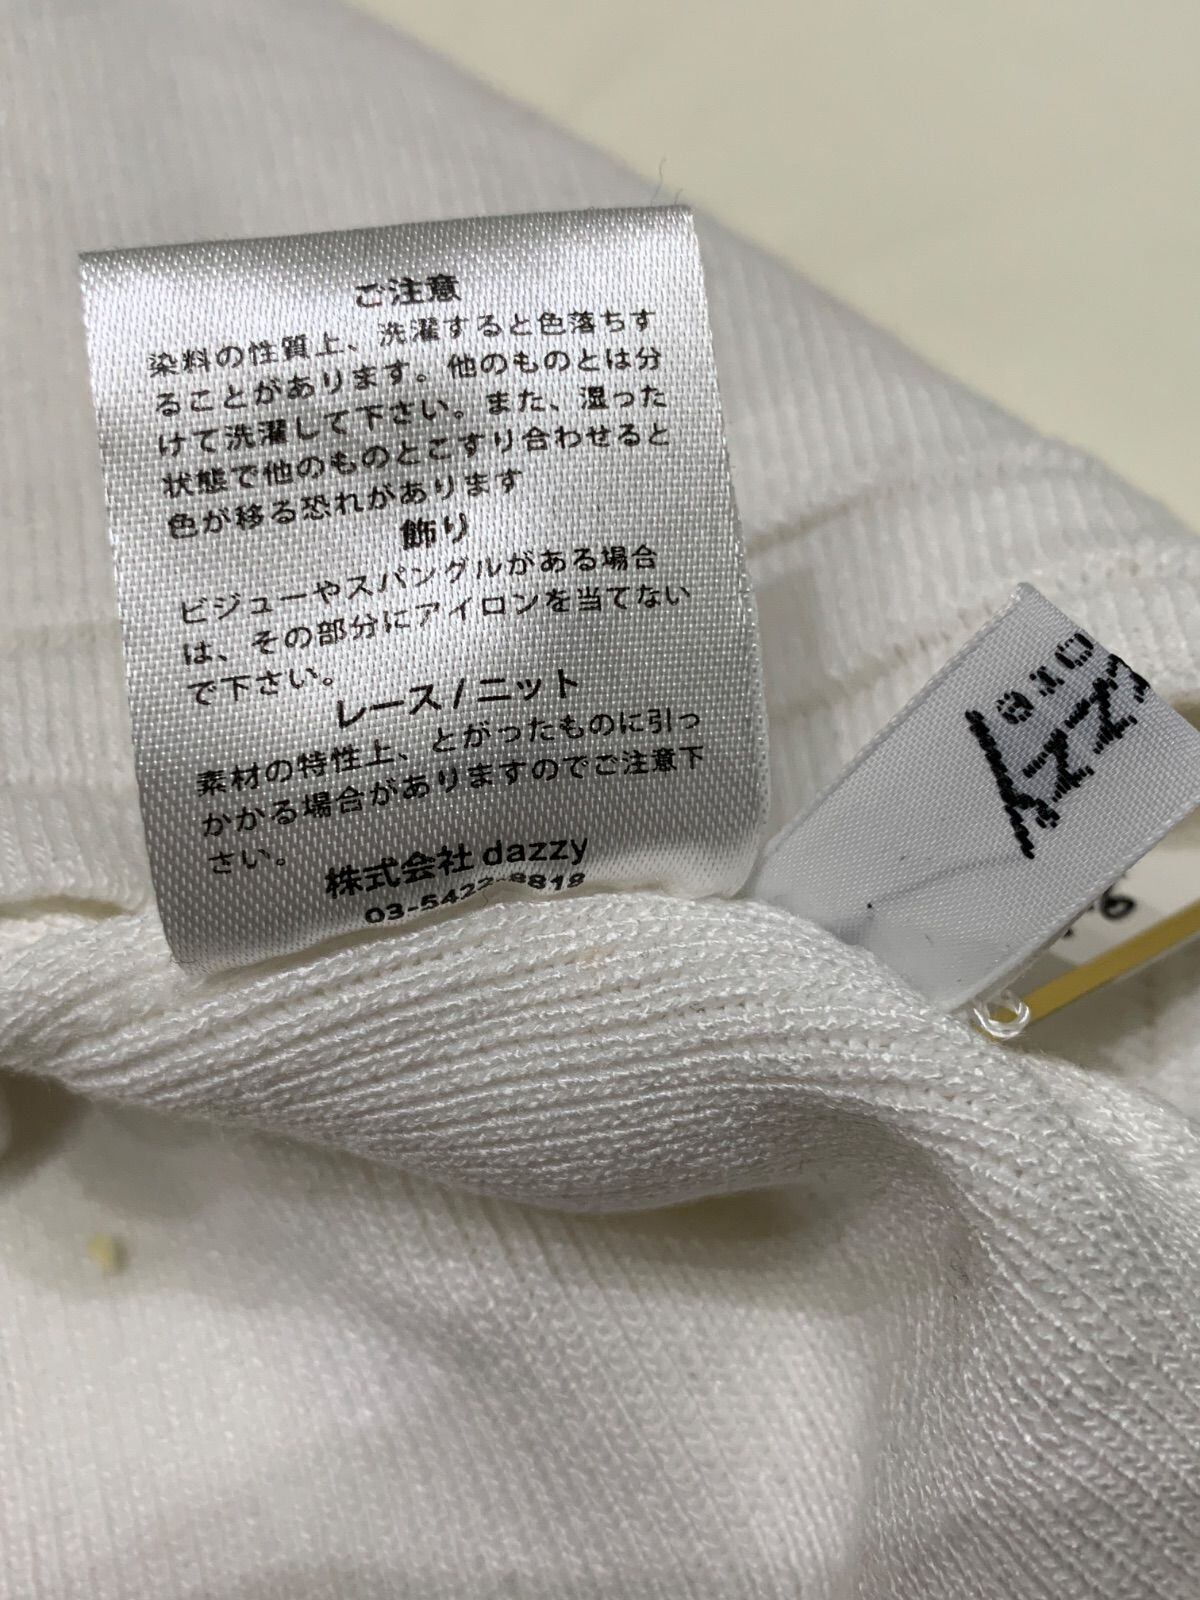 ご注意
染料の性質上、洗濯すると色落ちす
ることがあります。他のものとは分
けて洗濯して下さい。また、湿った
状態で他のものとこすり合わせると
色が移る恐れがあります
飾り
ビジューやスパングルがある場合
は、その部分にアイロンを当てない
で下さい。
レース/ニット
素材の特性上、とがったものに引っ
かかる場合がありますのでご注意下
さい。
株式会社 dazzy
03-5422-8818